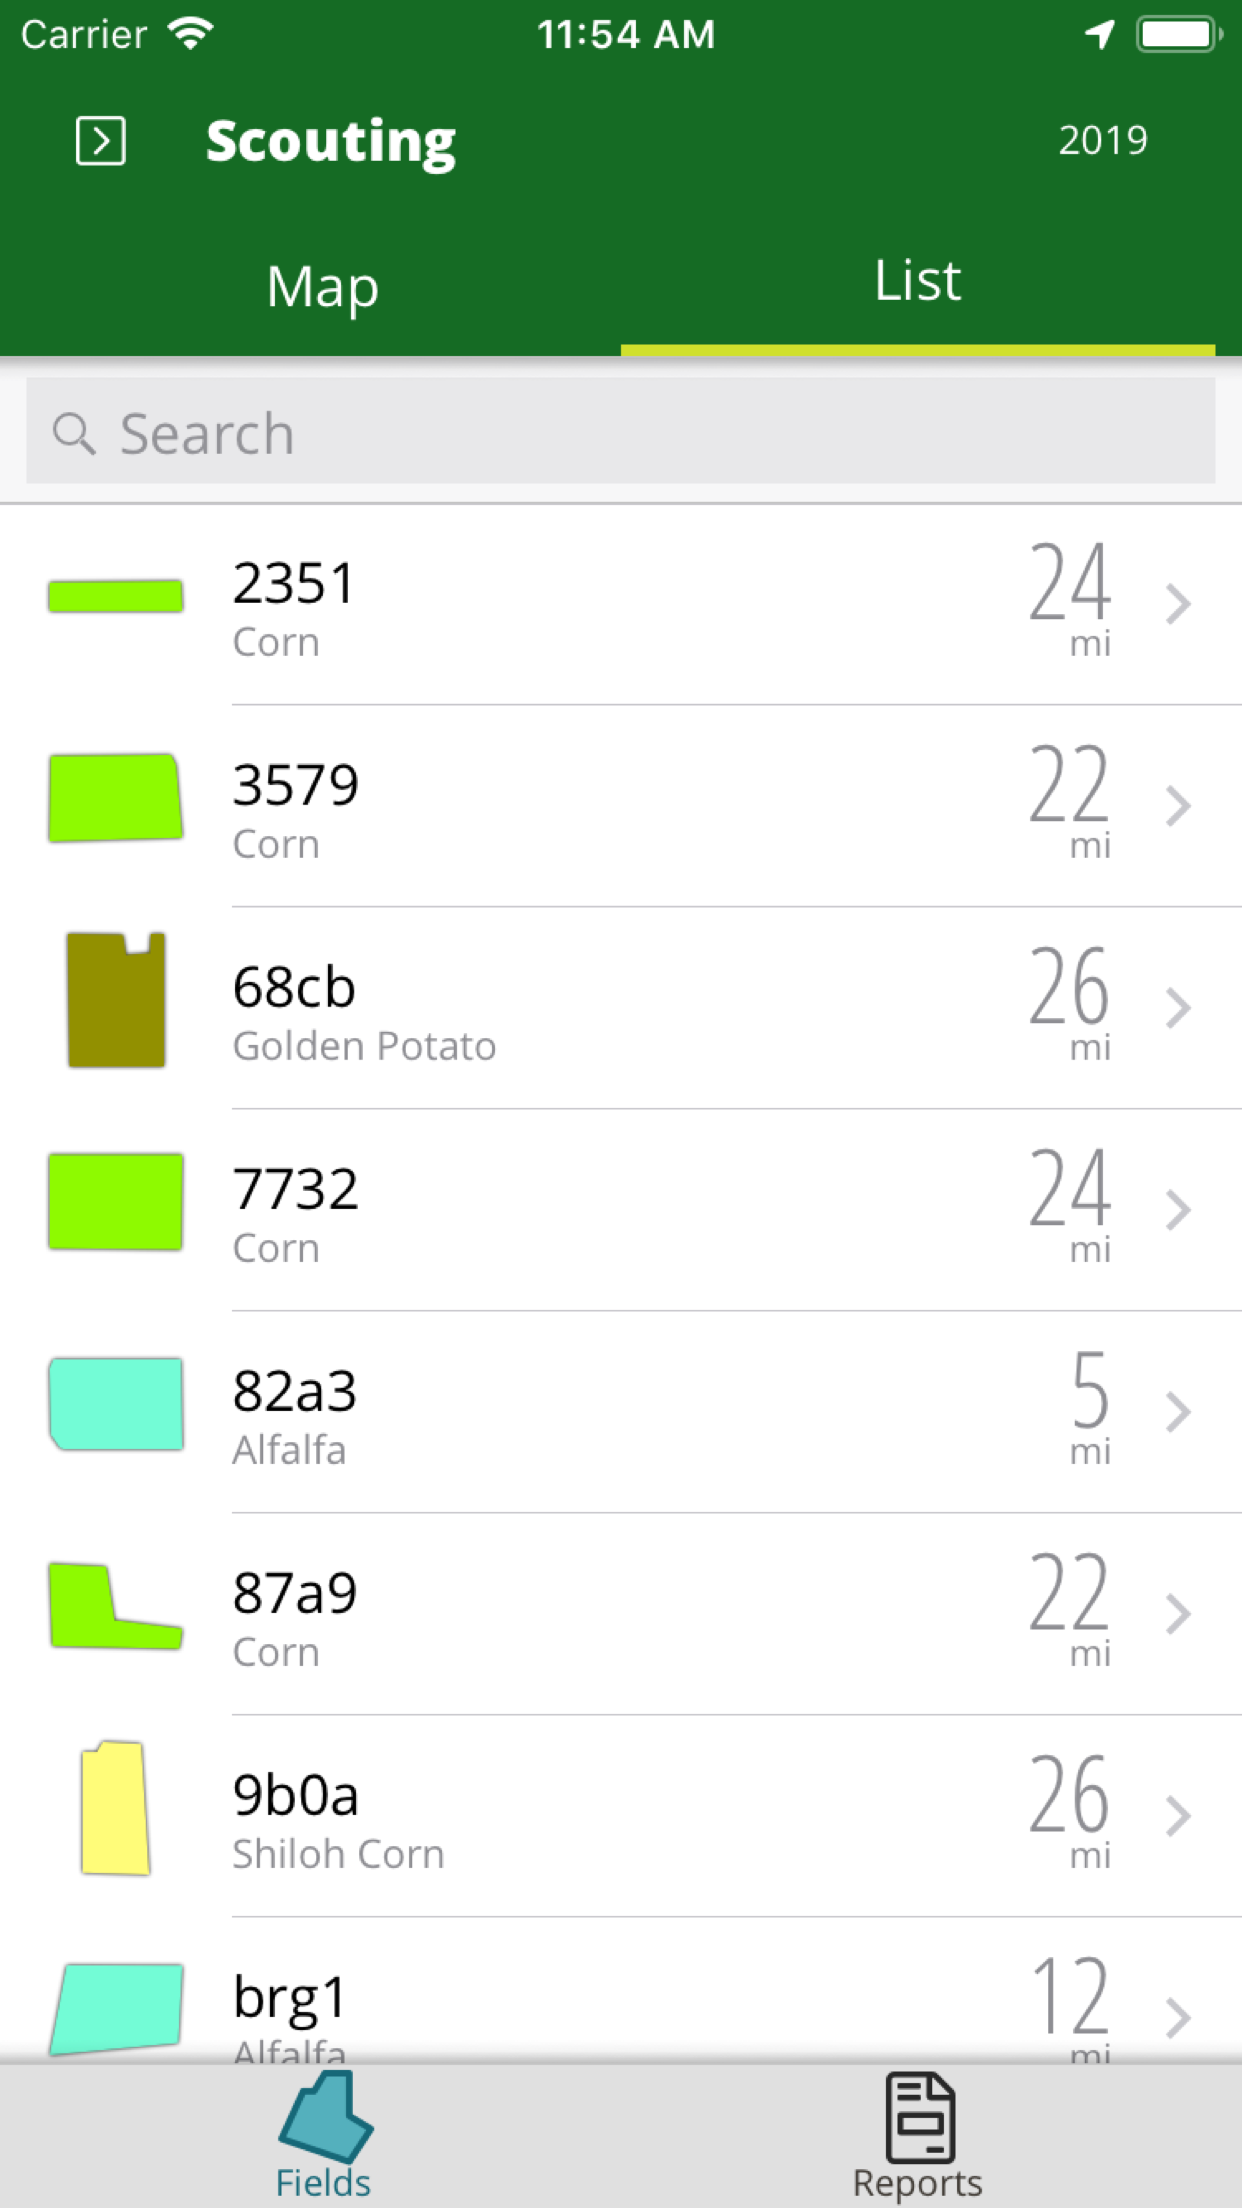 Carrier 11:54 AM
Scouting 2019
Map List
Search
2351 24
Corn mi
3579 22
Corn mi
68cb 26
Golden Potato mi
7732 24
Corn mi
82a3 5
Alfalfa mi
87a9 22
Corn mi
9b0a 26
Shiloh Corn mi
brg1 12
Alfalfa mi
Fields Reports